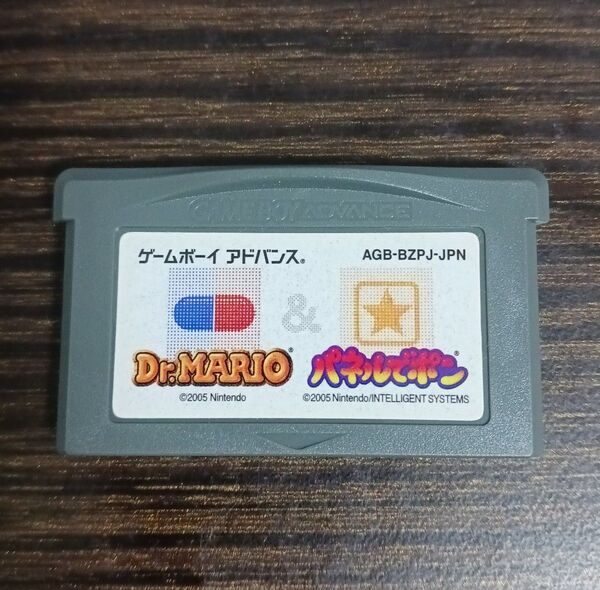 GAME BOY ADVANCE
ゲームボーイ アドバンス®
AGB-BZPJ-JPN
&
Dr.MARIO®
パネルでポン®
©2005 Nintendo
©2005 Nintendo/INTELLIGENT SYSTEMS